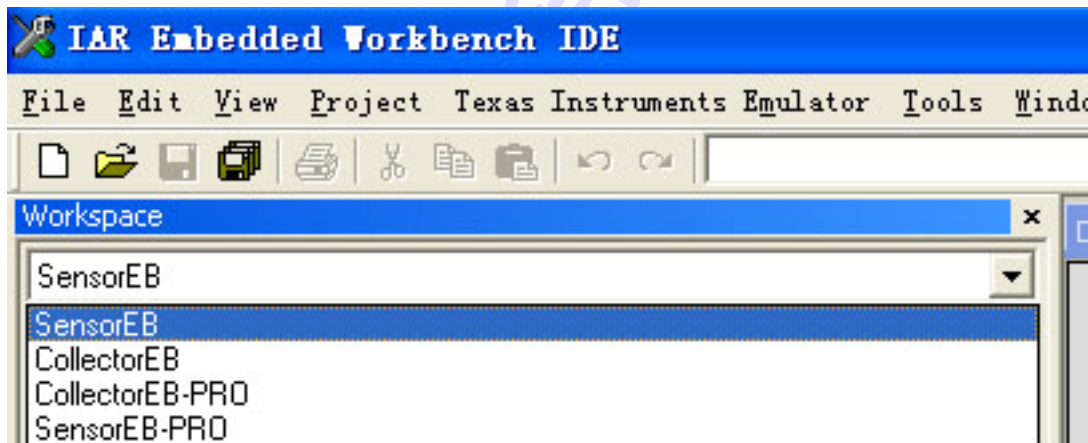 IAR Embedded Workbench IDE
File Edit View Project Texas Instruments Emulator Tools
Workspace
SensorEB
SensorEB
CollectorEB
CollectorEB-PRO
SensorEB-PRO